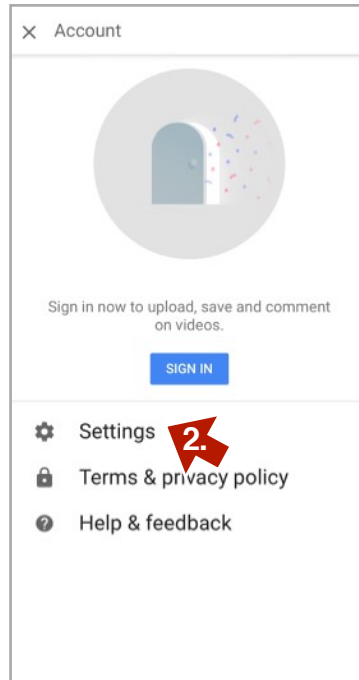 Account
Sign in now to upload, save and comment
on videos.
SIGN IN
Settings
2.
Terms & privacy policy
Help & feedback